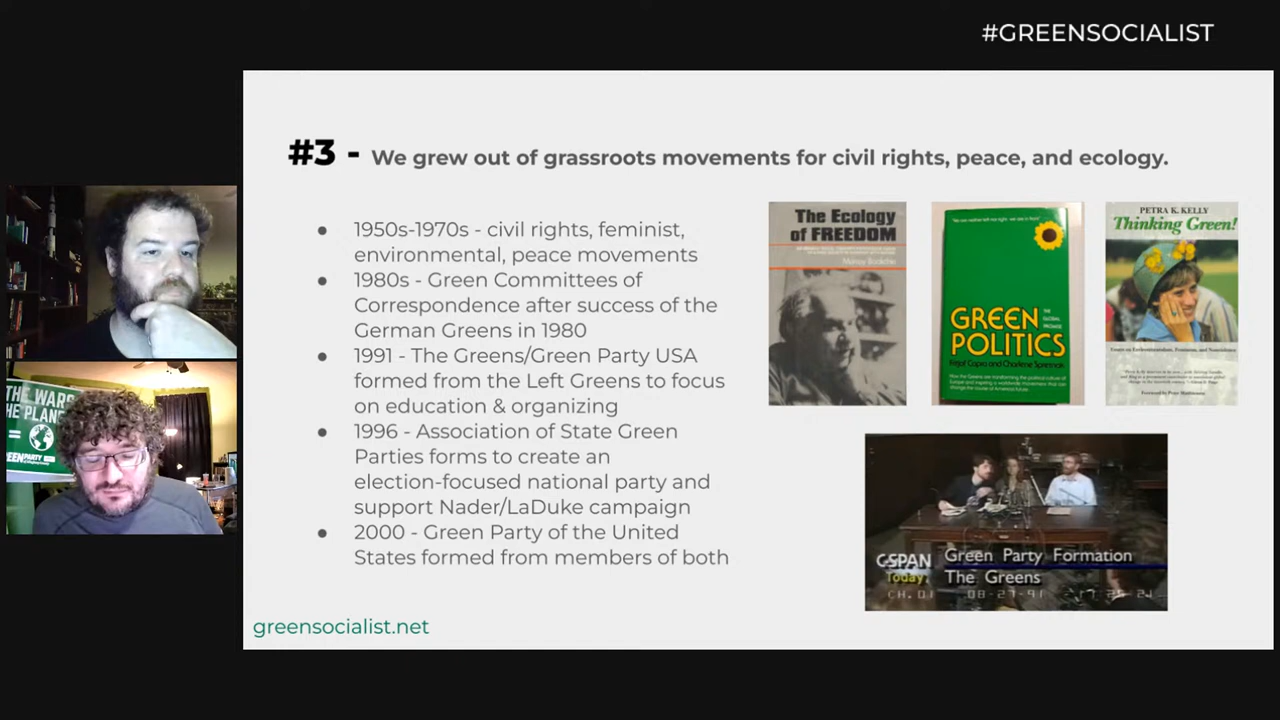 #GREENSOCIALIST
#3 - We grew out of grassroots movements for civil rights, peace, and ecology.
● 1950s-1970s - civil rights, feminist,
environmental, peace movements
● 1980s - Green Committees of
Correspondence after success of the
German Greens in 1980
● 1991 - The Greens/Green Party USA
formed from the Left Greens to focus
on education & organizing
● 1996 - Association of State Green
Parties forms to create an
election-focused national party and
support Nader/LaDuke campaign
● 2000 - Green Party of the United
States formed from members of both
greensocialist.net
The Ecology
of FREEDOM
Murray Bookchin
GREEN
POLITICS
THE
GLOBAL
PROMISE
Fritjof Capra and Charlene Spretnak
PETRA K. KELLY
Thinking Green!
Essays on Environmentalism, Feminism, and Nonviolence
C-SPAN
Today
Green Party Formation
The Greens
CH. 01 08-27-91
THE WARS
THE PLANE
=
GREENPARTY